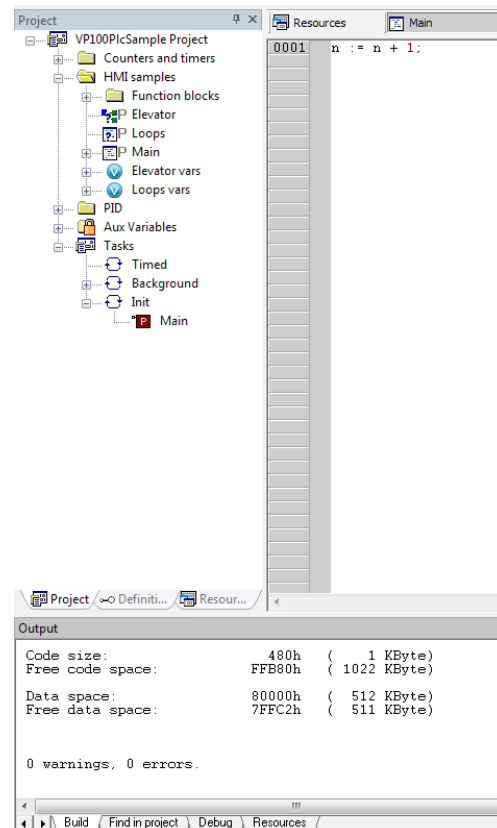 Project
VP100PlcSample Project
Counters and timers
HMI samples
Function blocks
P Elevator
P Loops
P Main
Elevator vars
Loops vars
PID
Aux Variables
Tasks
Timed
Background
Init
P Main
Project
Definiti...
Resour...
Resources
Main
0001 n := n + 1;
Output
Code size: 480h ( 1 KByte)
Free code space: FFB80h ( 1022 KByte)
Data space: 80000h ( 512 KByte)
Free data space: 7FFC2h ( 511 KByte)
0 warnings, 0 errors.
Build Find in project Debug Resources